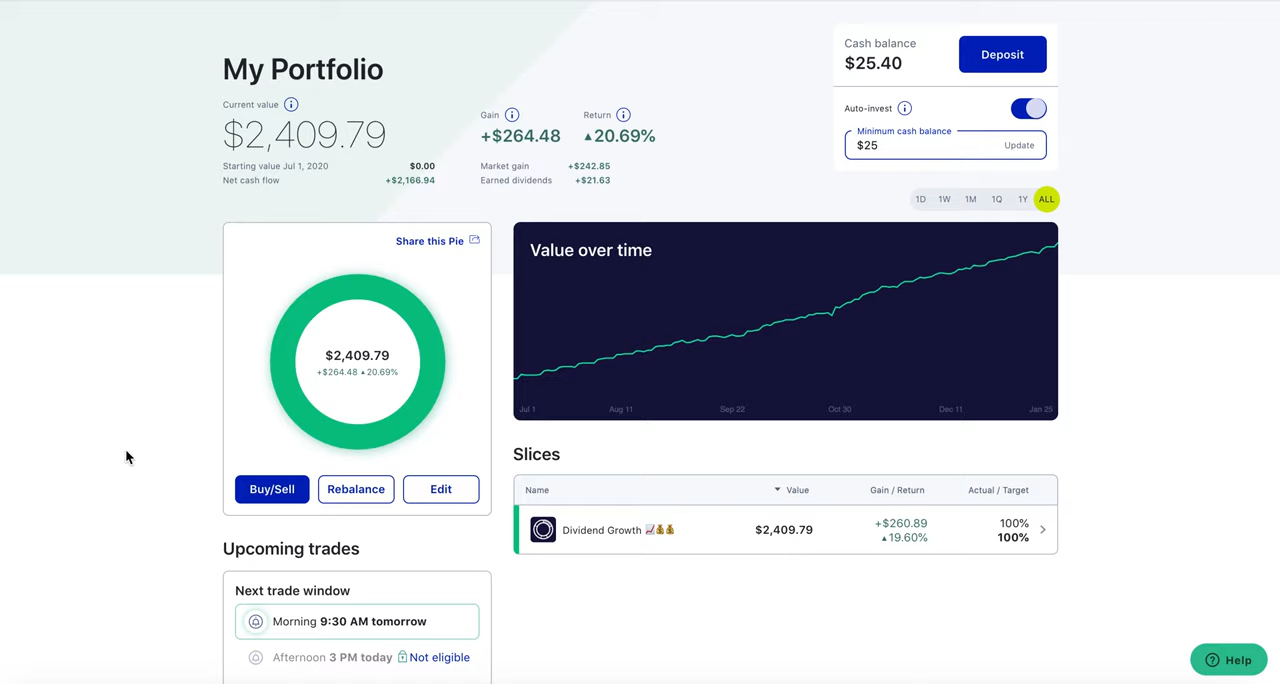 My Portfolio
Current value
$2,409.79
Starting value Jul 1, 2020 $0.00
Net cash flow +$2,166.94
Gain
+$264.48
Return
▲20.69%
Market gain +$242.85
Earned dividends +$21.63
Cash balance
$25.40
Deposit
Auto-invest
Minimum cash balance
$25 Update
1D 1W 1M 1Q 1Y ALL
Share this Pie
$2,409.79
+$264.48 ▲20.69%
Buy/Sell Rebalance Edit
Value over time
Jul 1 Aug 11 Sep 22 Oct 30 Dec 11 Jan 25
Slices
Name Value Gain / Return Actual / Target
Dividend Growth 📈💰💰 $2,409.79 +$260.89 100%
▲19.60% 100%
Upcoming trades
Next trade window
Morning 9:30 AM tomorrow
Afternoon 3 PM today Not eligible
Help